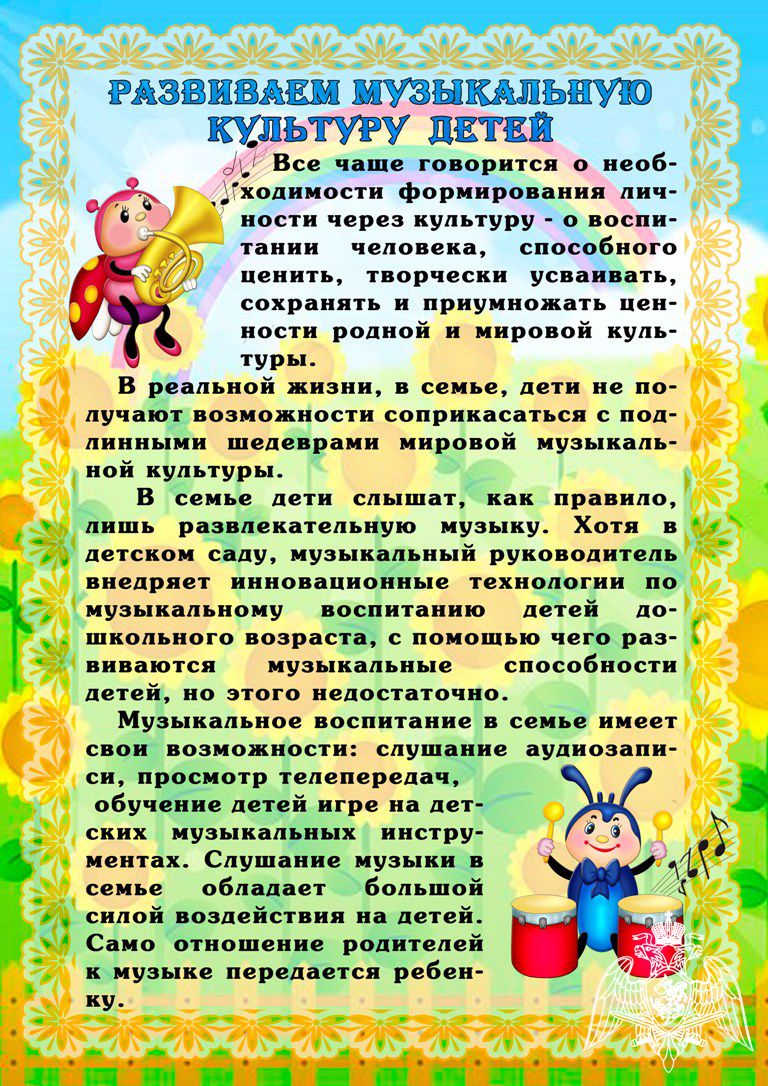 РАЗВИВАЕМ МУЗЫКАЛЬНУЮ
КУЛЬТУРУ ДЕТЕЙ
Все чаще говорится о необ-
ходимости формирования лич-
ности через культуру - о воспи-
тании человека, способного
ценить, творчески усваивать,
сохранять и приумножать цен-
ности родной и мировой куль-
туры.
В реальной жизни, в семье, дети не по-
лучают возможности соприкасаться с под-
линными шедеврами мировой музыкаль-
ной культуры.
В семье дети слышат, как правило,
лишь развлекательную музыку. Хотя в
детском саду, музыкальный руководитель
внедряет инновационные технологии по
музыкальному воспитанию детей до-
школьного возраста, с помощью чего раз-
виваются музыкальные способности
детей, но этого недостаточно.
Музыкальное воспитание в семье имеет
свои возможности: слушание аудиозапи-
си, просмотр телепередач,
обучение детей игре на дет-
ских музыкальных инстру-
ментах. Слушание музыки в
семье обладает большой
силой воздействия на детей.
Само отношение родителей
к музыке передается ребен-
ку.